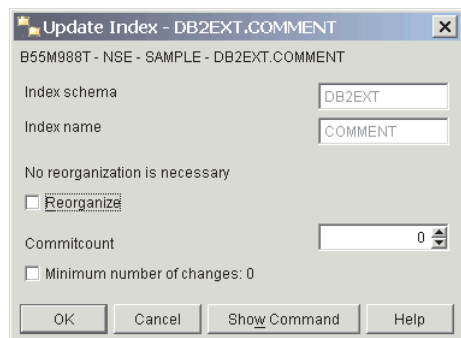 Update Index - DB2EXT.COMMENT
B55M988T - NSE - SAMPLE - DB2EXT.COMMENT
Index schema DB2EXT
Index name COMMENT
No reorganization is necessary
Reorganize
Commitcount 0
Minimum number of changes: 0
OK Cancel Show Command Help